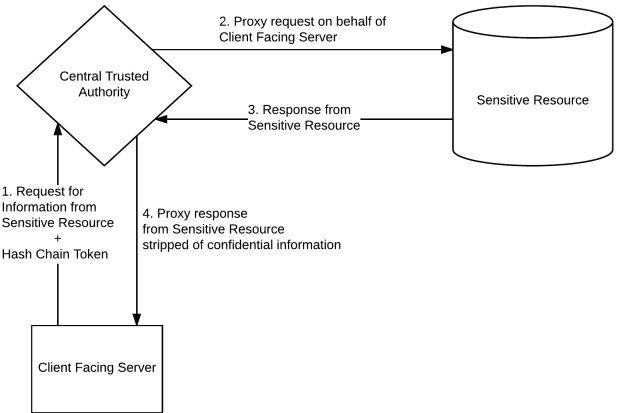 2. Proxy request on behalf of
Client Facing Server
Central Trusted
Authority
Sensitive Resource
3. Response from
Sensitive Resource
1. Request for
Information from
Sensitive Resource
+
Hash Chain Token
4. Proxy response
from Sensitive Resource
stripped of confidential information
Client Facing Server